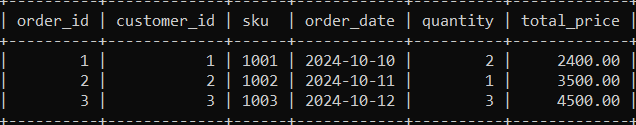 | order_id | customer_id | sku | order_date | quantity | total_price |
| 1 | 1 | 1001 | 2024-10-10 | 2 | 2400.00 |
| 2 | 2 | 1002 | 2024-10-11 | 1 | 3500.00 |
| 3 | 3 | 1003 | 2024-10-12 | 3 | 4500.00 |